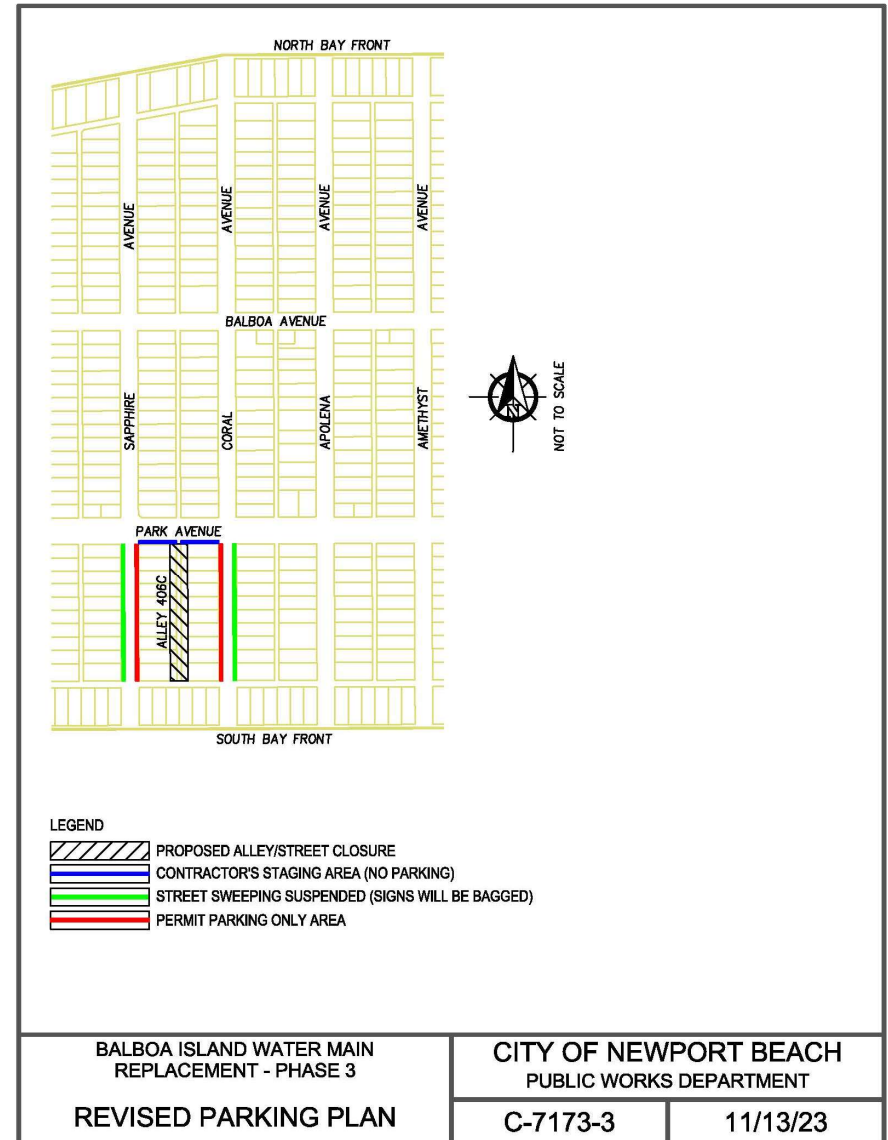 NORTH BAY FRONT
AVENUE
AVENUE
AVENUE
AVENUE
BALBOA AVENUE
SAPPHIRE
CORAL
APOLENA
AMETHYST
N
NOT TO SCALE
PARK AVENUE
ALLEY 406C
SOUTH BAY FRONT
LEGEND
PROPOSED ALLEY/STREET CLOSURE
CONTRACTOR'S STAGING AREA (NO PARKING)
STREET SWEEPING SUSPENDED (SIGNS WILL BE BAGGED)
PERMIT PARKING ONLY AREA
BALBOA ISLAND WATER MAIN
REPLACEMENT - PHASE 3
REVISED PARKING PLAN
CITY OF NEWPORT BEACH
PUBLIC WORKS DEPARTMENT
C-7173-3
11/13/23